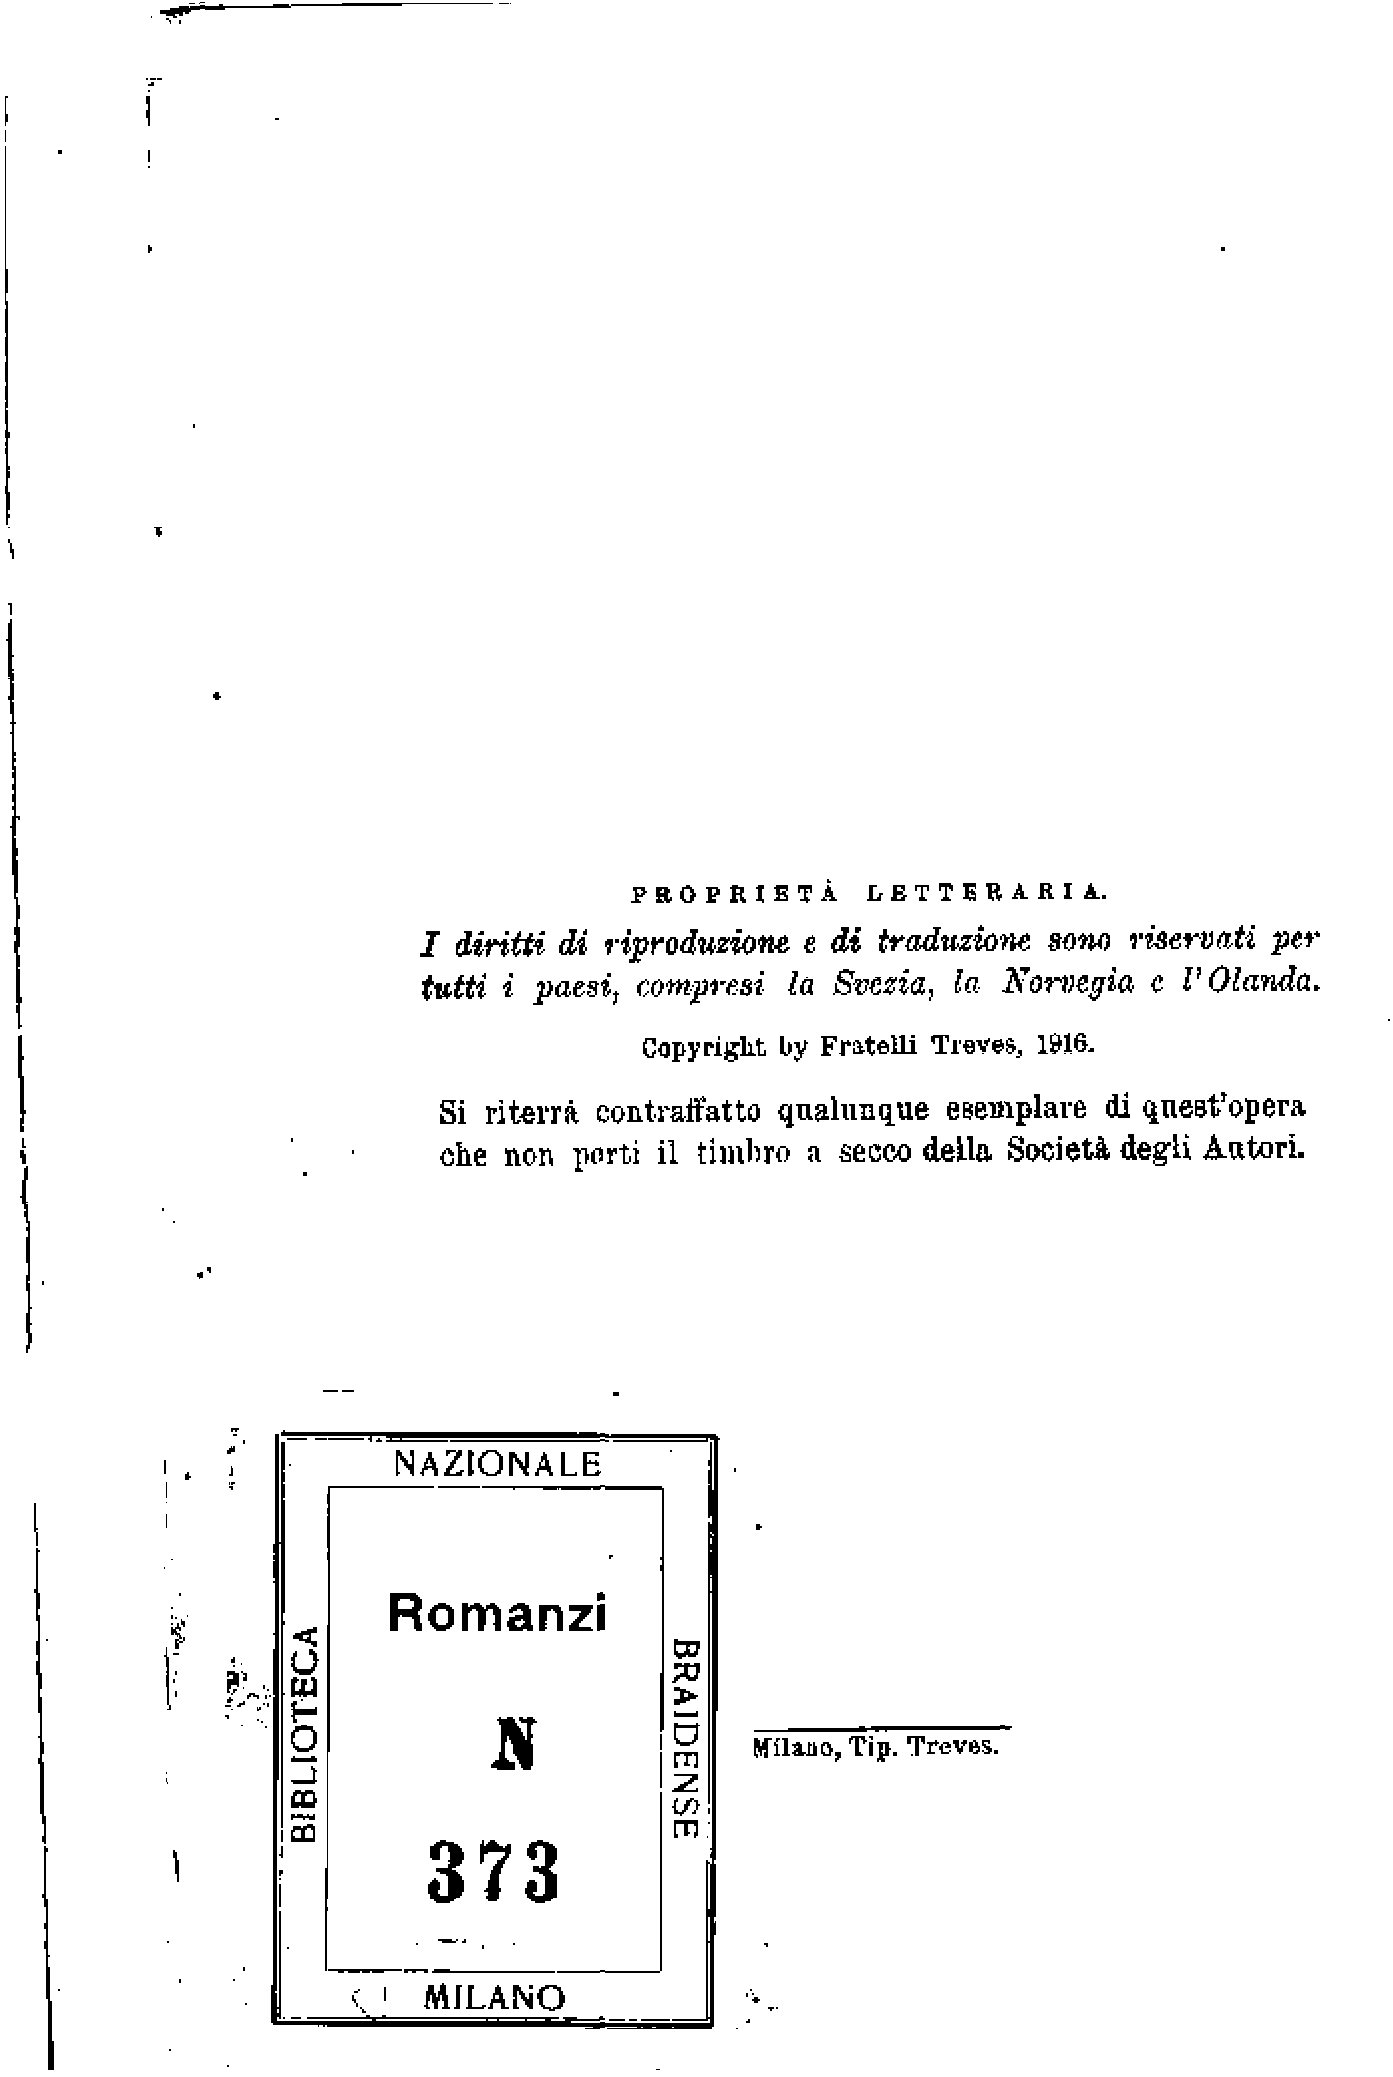 PROPRIETÀ LETTERARIA.
I diritti di riproduzione e di traduzione sono riservati per
tutti i paesi, compresi la Svezia, la Norvegia e l'Olanda.
Copyright by Fratelli Treves, 1916.
Si riterrà contraffatto qualunque esemplare di quest'opera
che non porti il timbro a secco della Società degli Autori.
NAZIONALE
BIBLIOTECA
Romanzi
N
373
BRAIDENSE
MILANO
Milano, Tip. Treves.